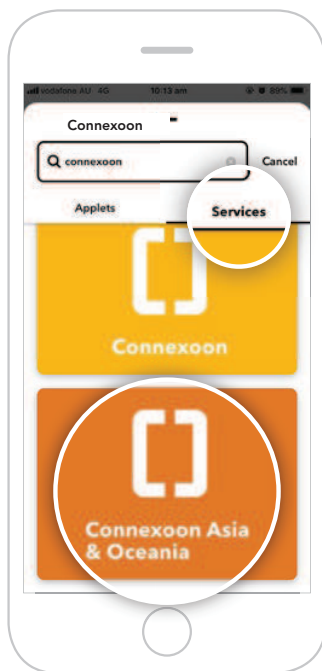 vodafone AU 4G 10:13 am 89%
Connexoon
connexoon Cancel
Applets Services
Connexoon
Connexoon Asia
& Oceania